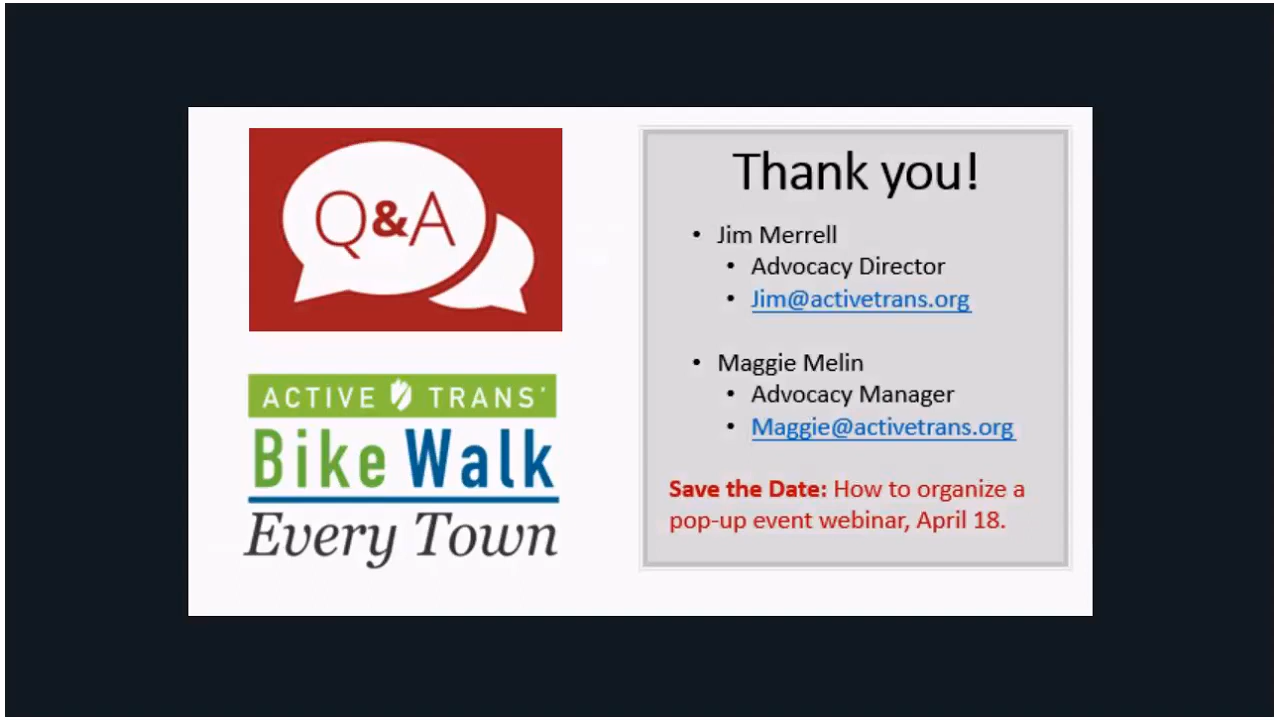 Q&A
ACTIVE TRANS'
Bike Walk
Every Town
Thank you!
• Jim Merrell
• Advocacy Director
• Jim@activetrans.org
• Maggie Melin
• Advocacy Manager
• Maggie@activetrans.org
Save the Date: How to organize a
pop-up event webinar, April 18.